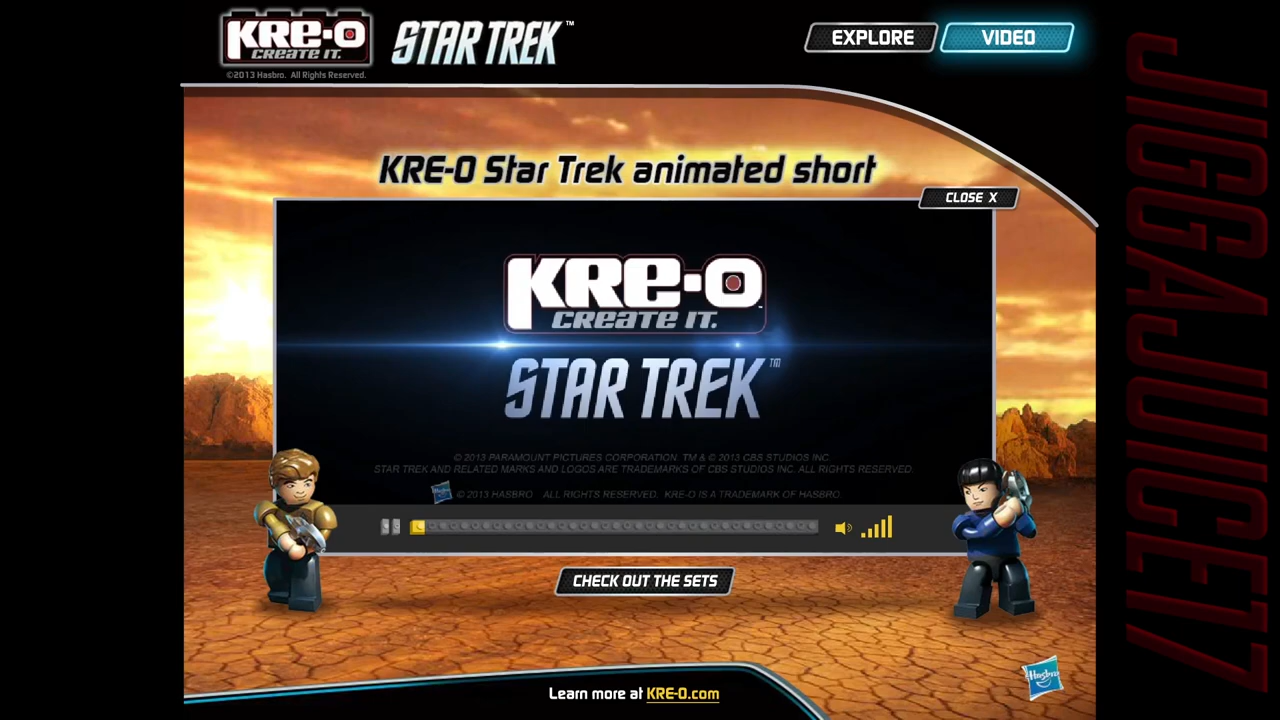 KRE-O
CREATE IT.
STAR TREK™
©2013 Hasbro. All Rights Reserved.
EXPLORE
VIDEO
KRE-O Star Trek animated short
CLOSE X
KRE-O
CREATE IT.™
STAR TREK™
© 2013 PARAMOUNT PICTURES CORPORATION. TM & © 2013 CBS STUDIOS INC.
STAR TREK AND RELATED MARKS AND LOGOS ARE TRADEMARKS OF CBS STUDIOS INC. ALL RIGHTS RESERVED.
Hasbro © 2013 HASBRO ALL RIGHTS RESERVED. KRE-O IS A TRADEMARK OF HASBRO.
CHECK OUT THE SETS
Learn more at KRE-O.com
Hasbro
JIGGAJUICE17